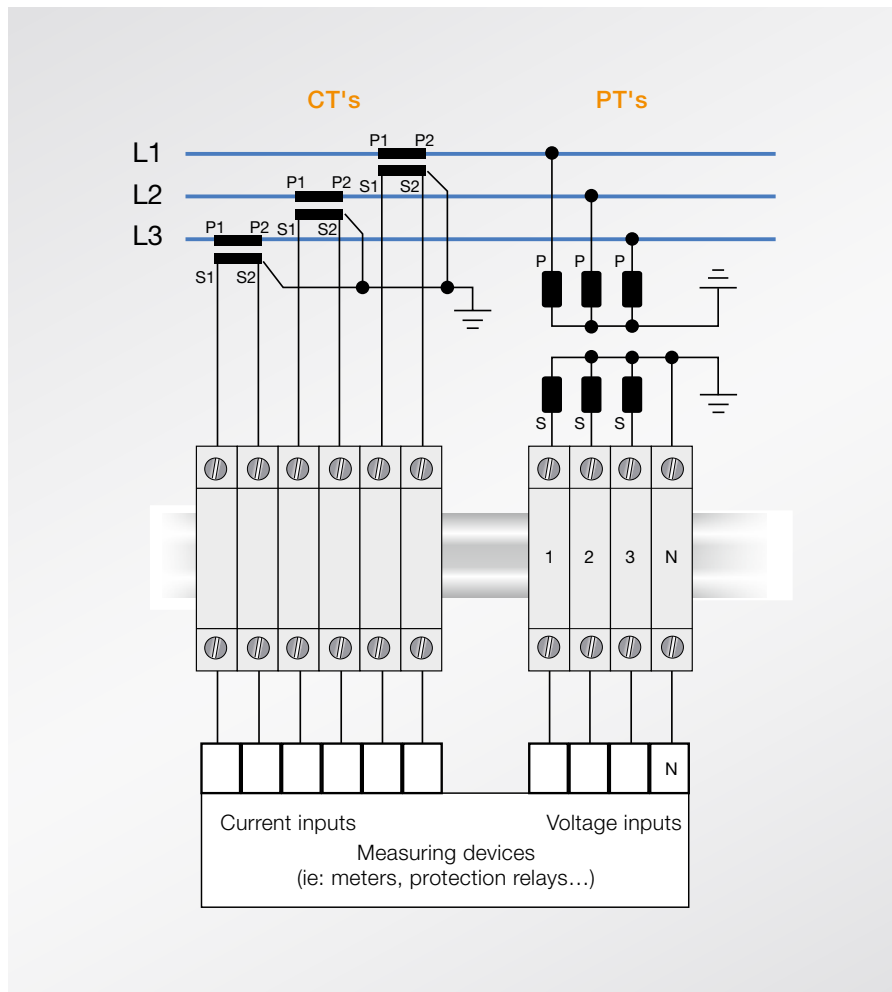 CT's PT's
P1 P2
L1
P1 P2 S1 S2
L2
P1 P2 S1 S2
L3
S1 S2
P P P
S S S
1 2 3 N
N
Current inputs Voltage inputs
Measuring devices
(ie: meters, protection relays…)